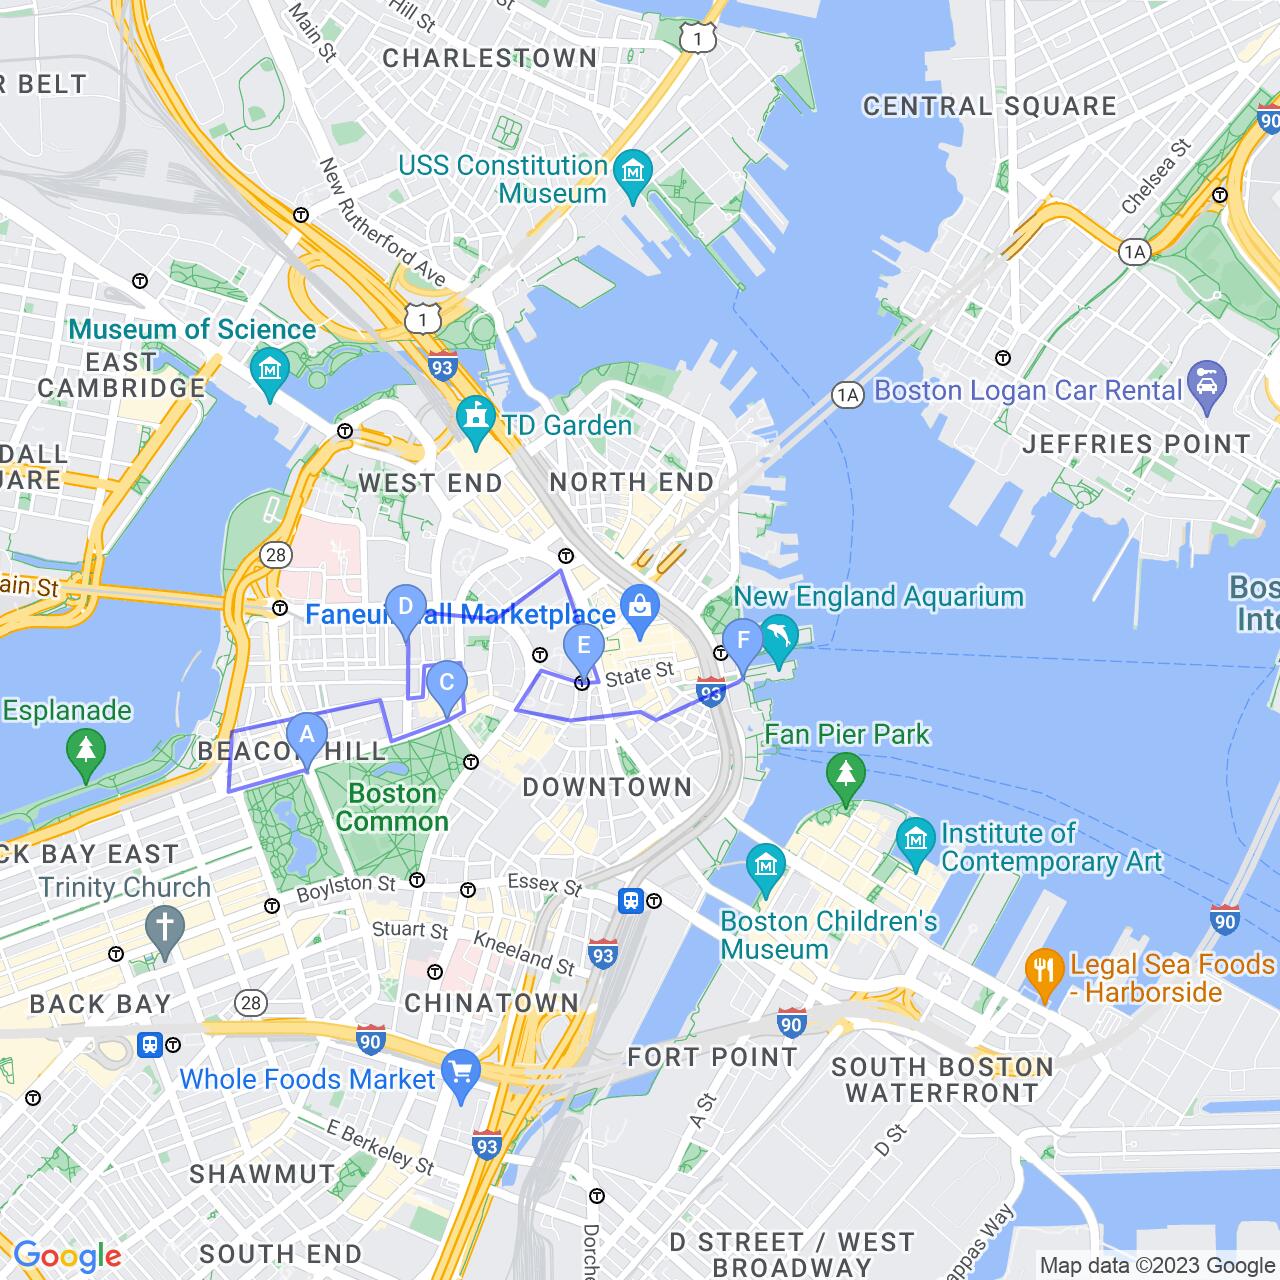 Hill St
Main St
CHARLESTOWN
1
R BELT
CENTRAL SQUARE
90
USS Constitution
Museum
Chelsea St
New Rutherford Ave
1A
1
Museum of Science
EAST
CAMBRIDGE
93
1A
Boston Logan Car Rental
TD Garden
JEFFRIES POINT
DALL
UARE
WEST END
NORTH END
28
ain St
D
Faneuil Hall Marketplace
New England Aquarium
Bos
Inte
E
F
State St
C
93
Esplanade
A
BEACON HILL
Fan Pier Park
DOWNTOWN
Boston
Common
Institute of
Contemporary Art
CK BAY EAST
Trinity Church
Boylston St
Essex St
Boston Children's
Museum
90
Stuart St
Kneeland St
93
Legal Sea Foods
- Harborside
BACK BAY
28
CHINATOWN
90
90
FORT POINT
SOUTH BOSTON
WATERFRONT
Whole Foods Market
A St
D St
E Berkeley St
93
SHAWMUT
Dorche
appas Way
SOUTH END
D STREET / WEST
BROADWAY
Google
Map data ©2023 Google